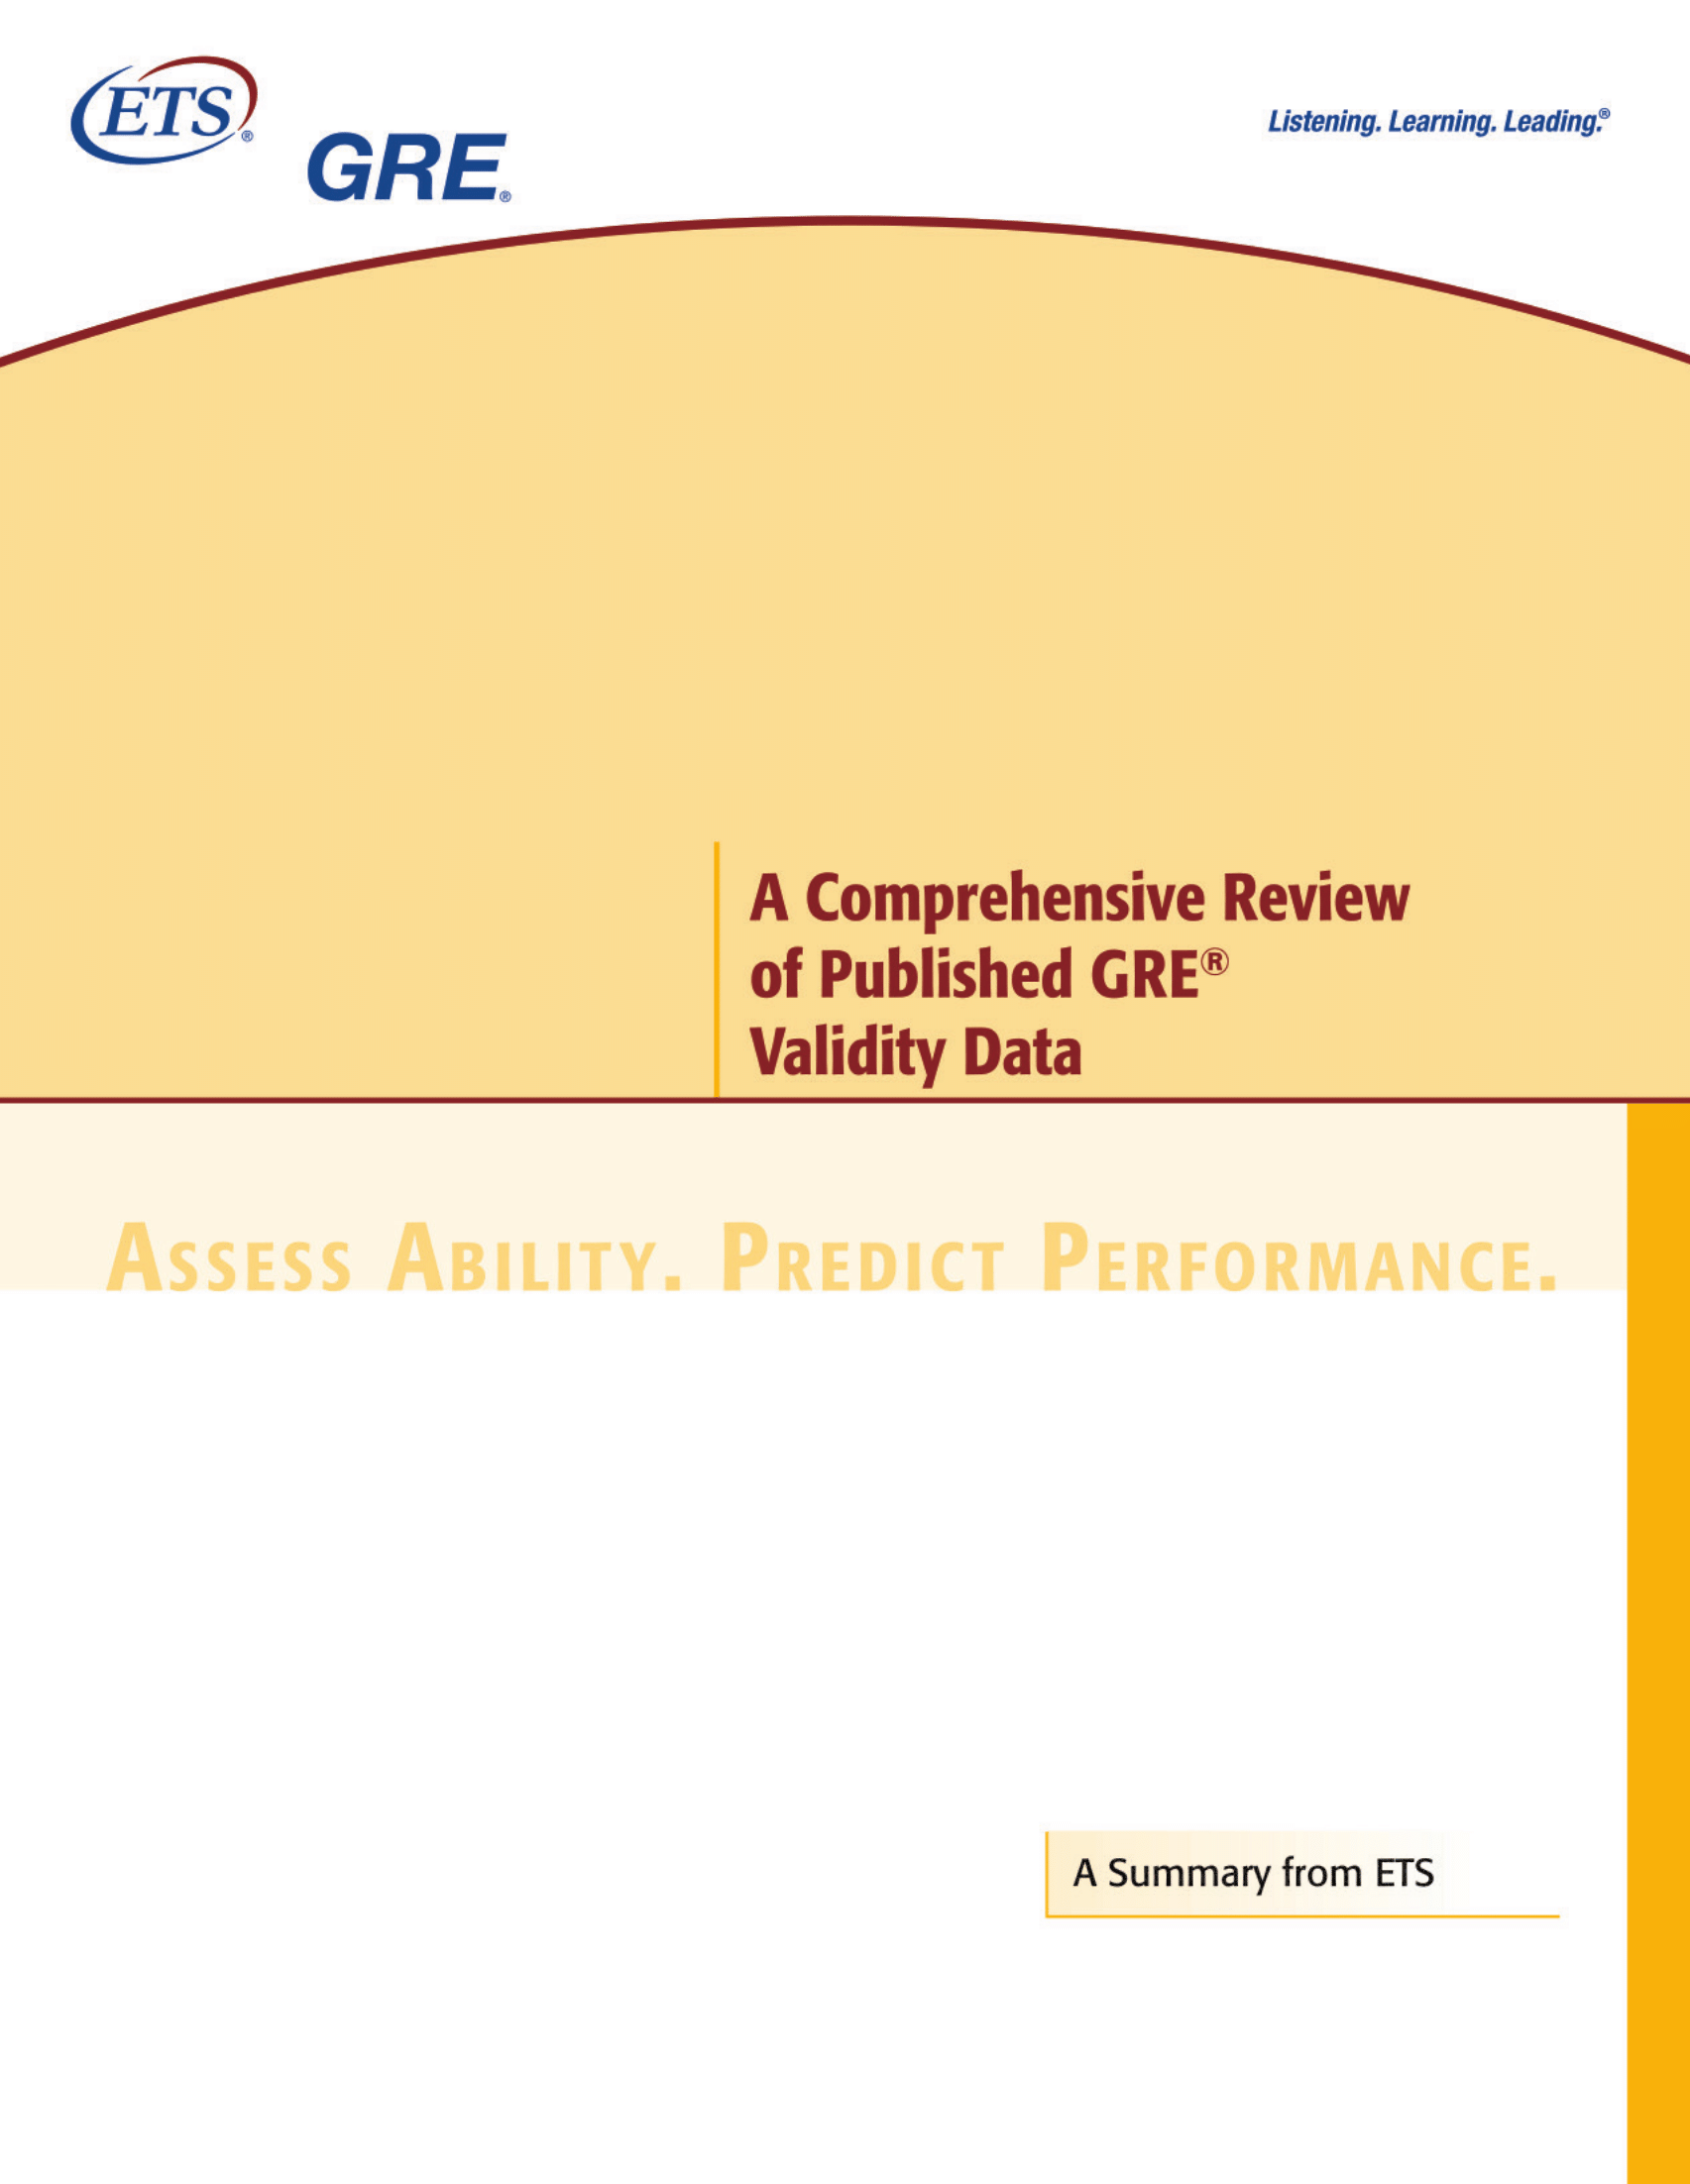 ETS®
GRE®
Listening. Learning. Leading.®
A Comprehensive Review
of Published GRE®
Validity Data
ASSESS ABILITY. PREDICT PERFORMANCE.
A Summary from ETS